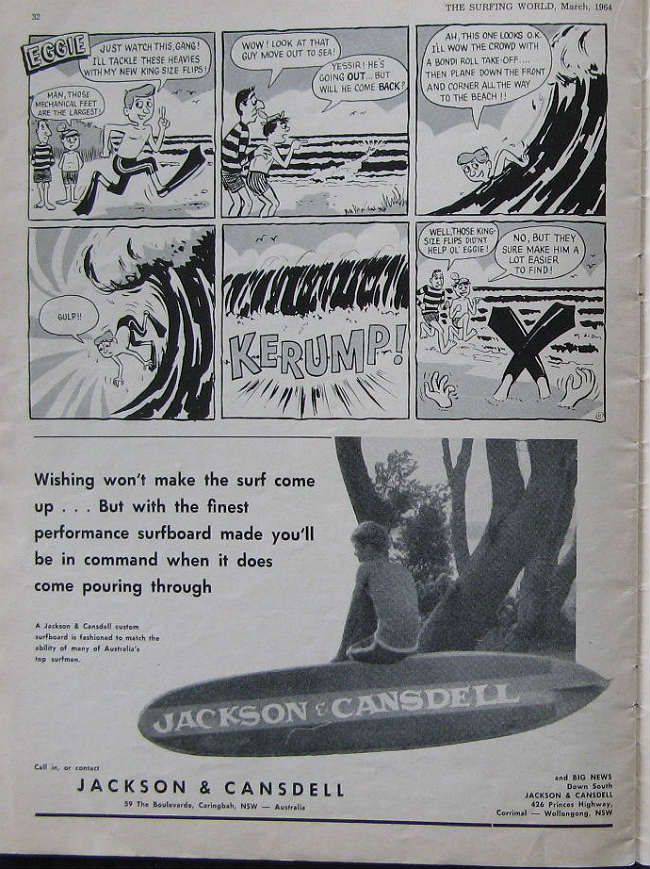 32
THE SURFING WORLD, March, 1964
EGGIE
JUST WATCH THIS, GANG!
I'LL TACKLE THESE HEAVIES
WITH MY NEW KING SIZE FLIPS!
MAN, THOSE
MECHANICAL FEET
ARE THE LARGEST!
WOW! LOOK AT THAT
GUY MOVE OUT TO SEA!
YESSIR! HE'S
GOING OUT... BUT
WILL HE COME BACK?
AH, THIS ONE LOOKS O.K.
I'LL WOW THE CROWD WITH
A BONDI ROLL TAKE-OFF....
THEN PLANE DOWN THE FRONT
AND CORNER ALL THE WAY
TO THE BEACH!!
GULP!!
KERUMP!
WELL, THOSE KING-
SIZE FLIPS DIDN'T
HELP OL' EGGIE!
NO, BUT THEY
SURE MAKE HIM A
LOT EASIER
TO FIND!
Wishing won't make the surf come
up . . . But with the finest
performance surfboard made you'll
be in command when it does
come pouring through
A Jackson & Cansdell custom
surfboard is fashioned to match the
ability of many of Australia's
top surfmen.
JACKSON & CANSDELL
Call in, or contact
JACKSON & CANSDELL
59 The Boulevarde, Caringbah, NSW — Australia
and BIG NEWS
Down South
JACKSON & CANSDELL
426 Princes Highway,
Corrimal — Wollongong, NSW